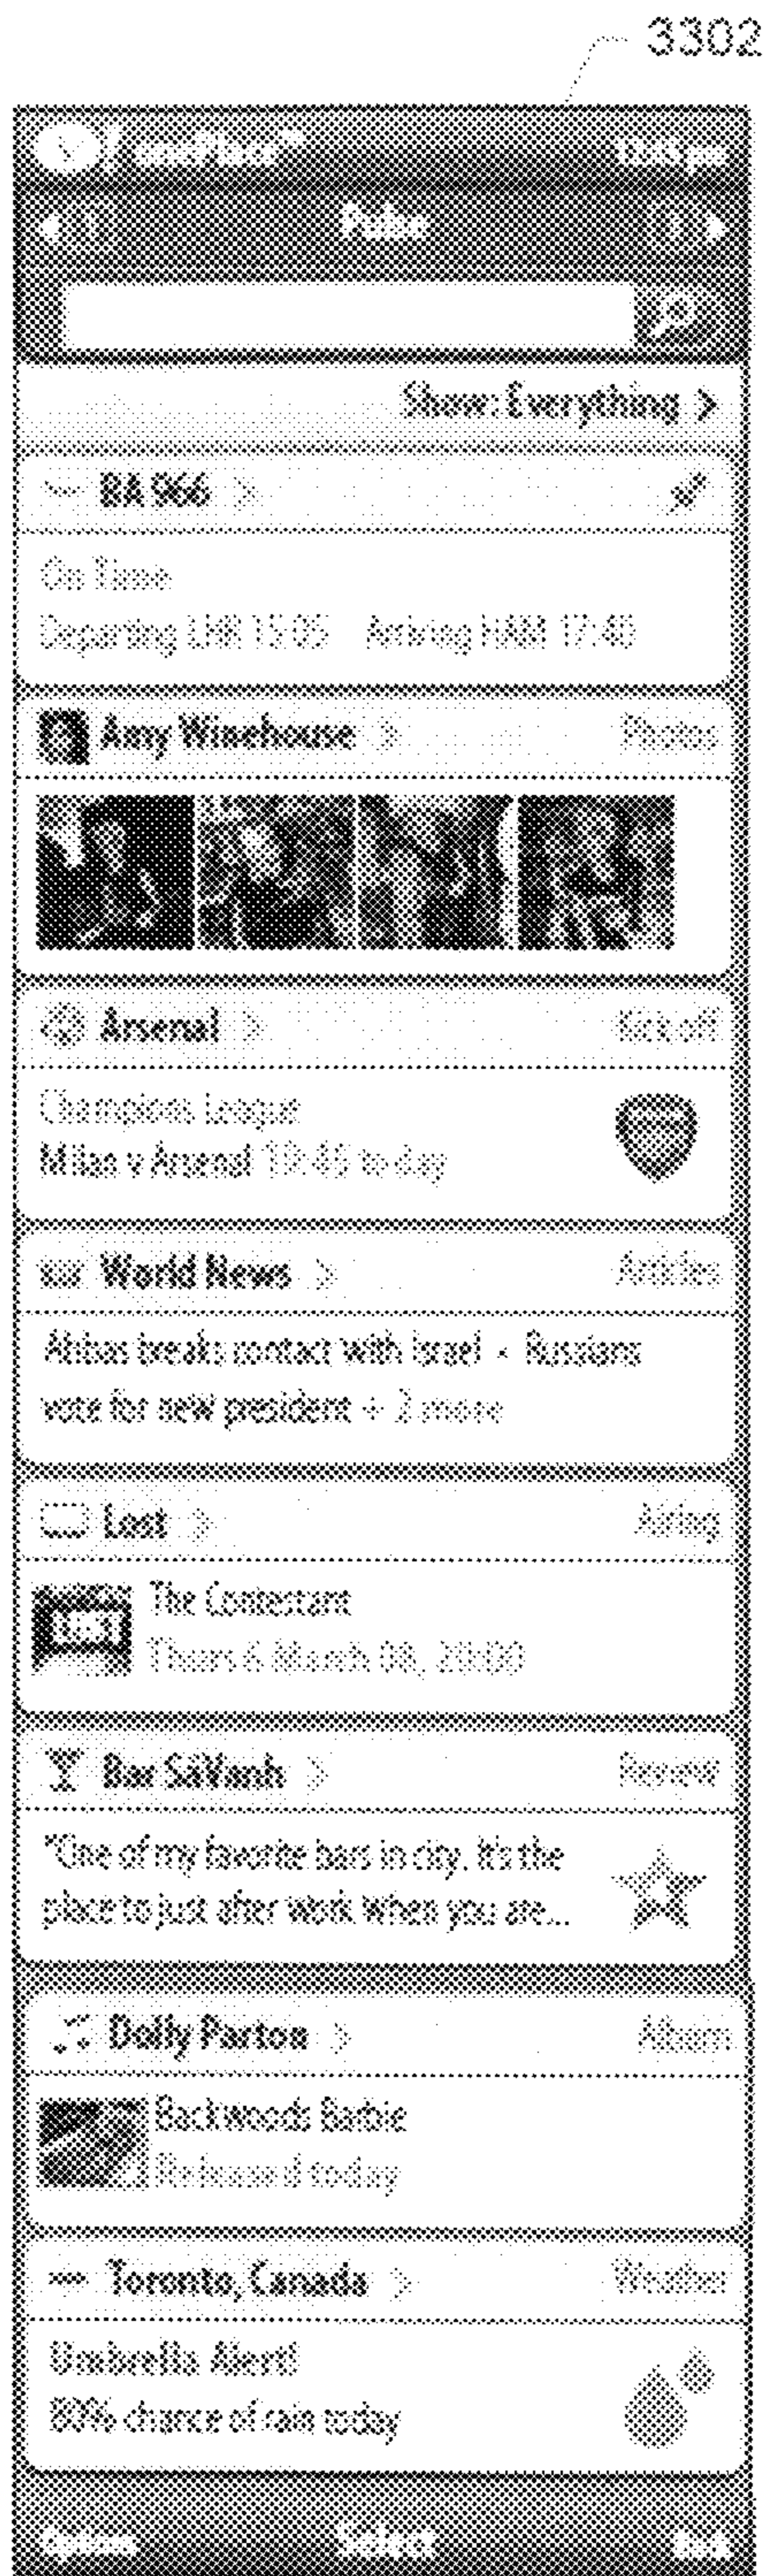 3302
onePlace™
Pulse
Show: Everything >
BA 966 >
On Time
Departing LHR 15:05 Arriving HAM 17:40
Amy Winehouse > Photos
Arsenal > Kick off
Champions League
Milan v Arsenal 19:45 today
World News > Articles
Abbas breaks contact with Israel • Russians
vote for new president + 2 more
Lost > Airing
The Constant
Thurs 6 March 08, 20:00
Bar > Review
"One of my favorite bars in city. It's the
place to just after work when you are...
Dolly Parton > Album
Backwoods Barbie
Released today
Toronto, Canada > Weather
Umbrella Alert!
80% chance of rain today
Options Select